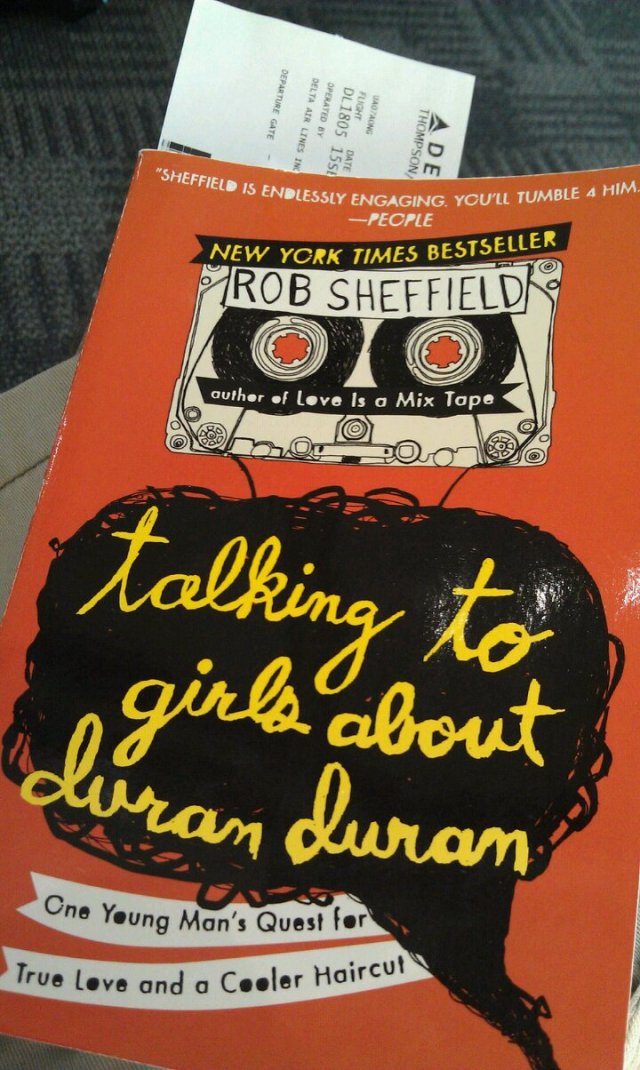 DE
THOMPSON/
FLIGHT DATE
DL1805 15SE
OPERATED BY
DELTA AIR LINES IN
DEPARTURE GATE -
"SHEFFIELD IS ENDLESSLY ENGAGING. YOU'LL TUMBLE 4 HIM.
—PEOPLE
NEW YORK TIMES BESTSELLER
ROB SHEFFIELD
author of Love Is a Mix Tape
talking to
girls about
duran duran
One Young Man's Quest for
True Love and a Cooler Haircut